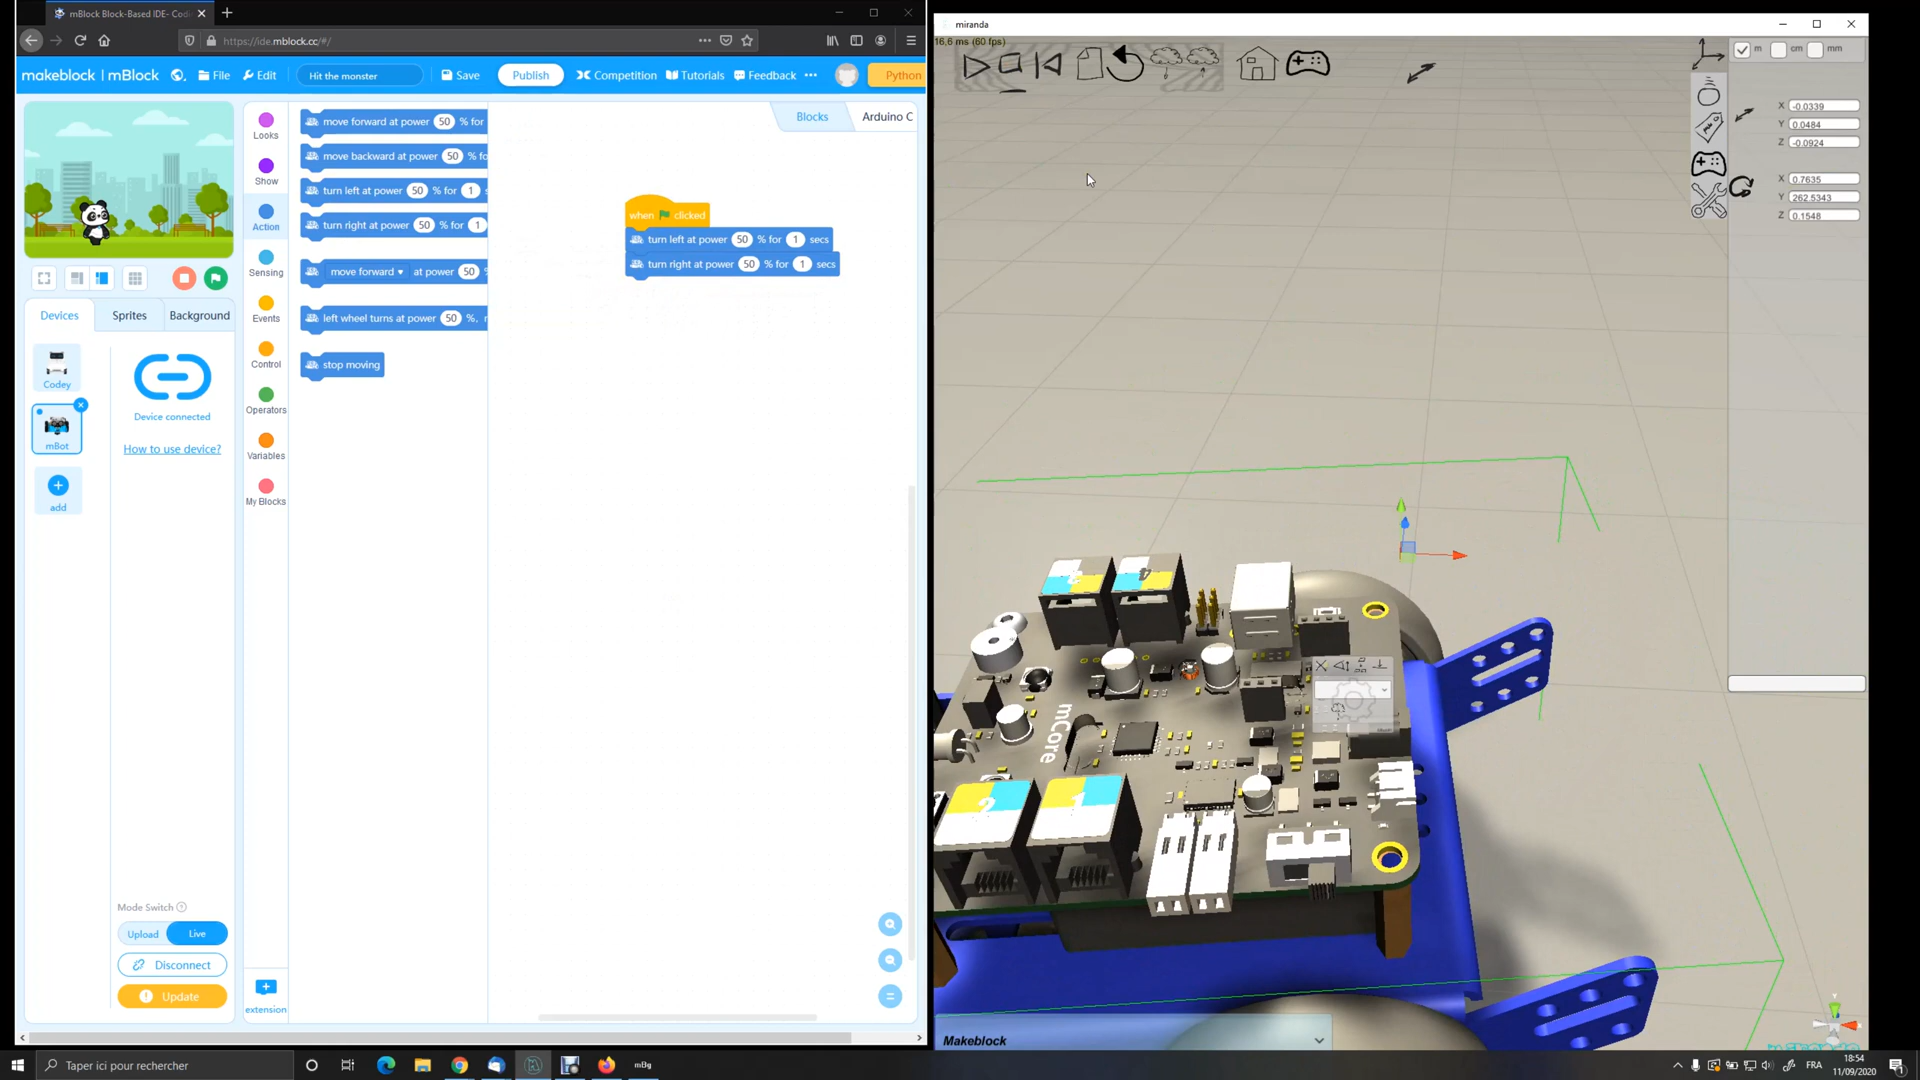 mBlock Block-Based IDE- Codi
https://ide.mblock.cc/#/
makeblock | mBlock
File
Edit
Hit the monster
Save
Publish
Competition
Tutorials
Feedback
Python
Looks
Show
Action
Sensing
Events
Control
Operators
Variables
My Blocks
extension
move forward at power 50 % for
move backward at power 50 % fo
turn left at power 50 % for 1 s
turn right at power 50 % for 1
move forward at power 50 %
left wheel turns at power 50 %, r
stop moving
Blocks
Arduino C
when clicked
turn left at power 50 % for 1 secs
turn right at power 50 % for 1 secs
Devices
Sprites
Background
Codey
mBot
add
Device connected
How to use device?
Mode Switch
Upload
Live
Disconnect
Update
miranda
16,6 ms (60 fps)
m
cm
mm
X -0.0339
Y 0.0484
Z -0.0924
X 0.7635
Y 262.5343
Z 0.1548
4
mCore
2
1
Makeblock
Y
Taper ici pour rechercher
mBg
FRA
18:54
11/09/2020